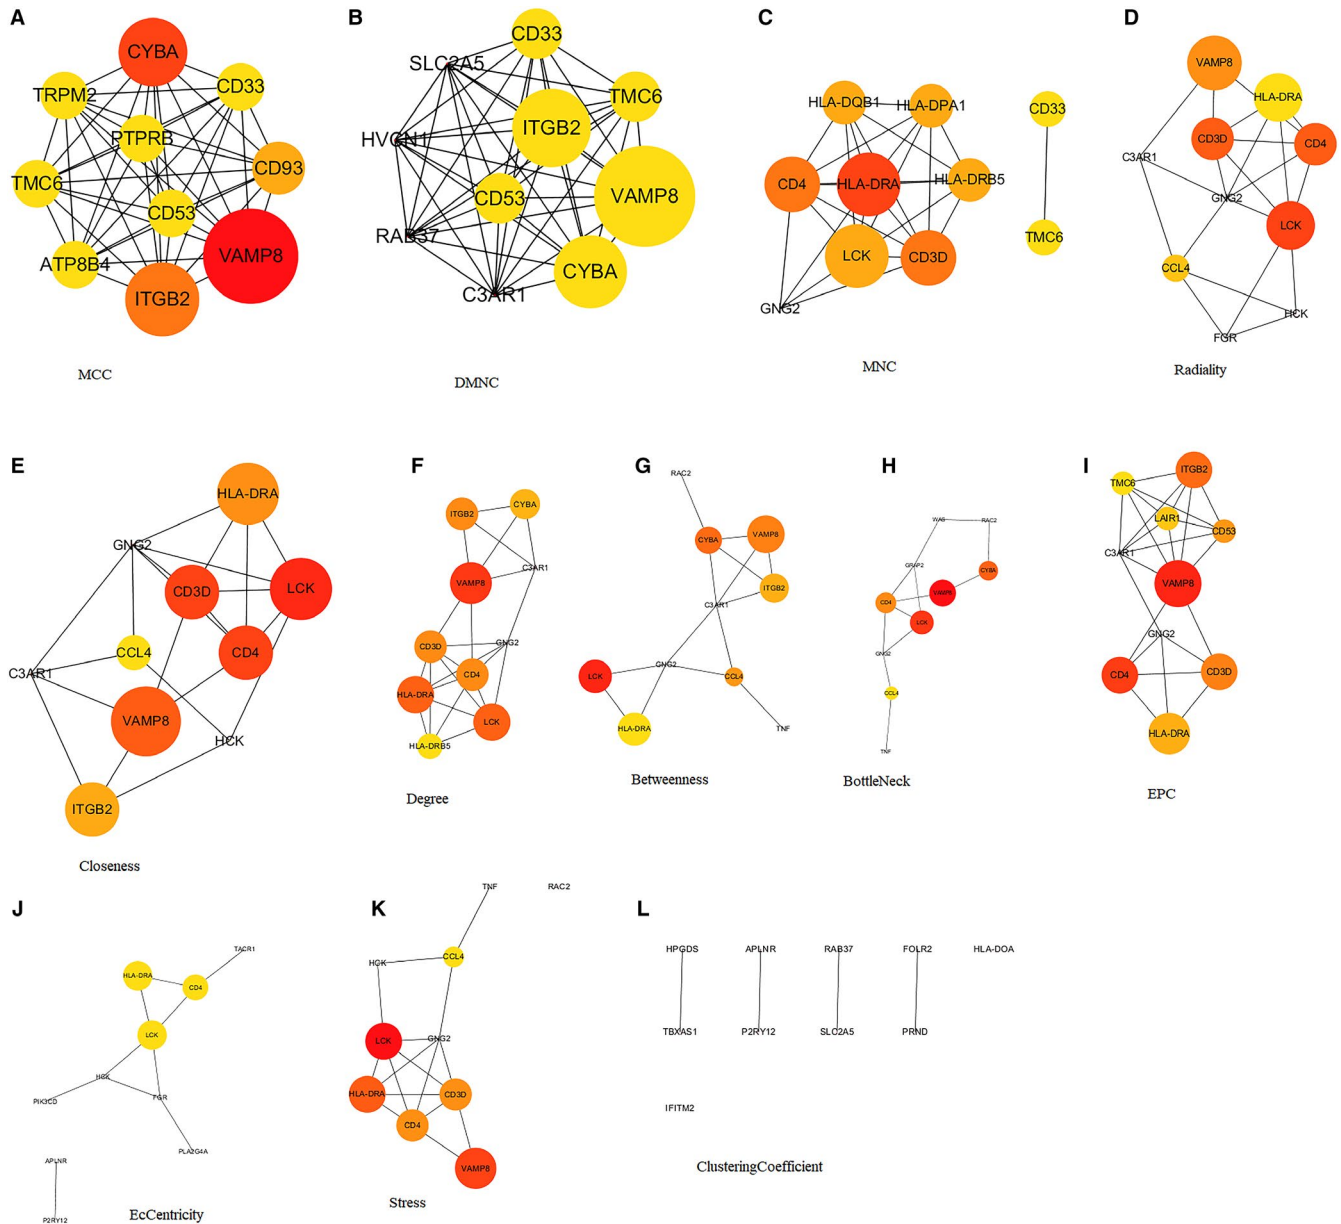 A
CYBA
TRPM2
CD33
PTPRB
CD93
TMC6
CD53
ATP8B4
VAMP8
ITGB2
MCC
B
CD33
SLC2A5
TMC6
ITGB2
HVCN1
VAMP8
CD53
RAB37
CYBA
C3AR1
DMNC
C
HLA-DQB1
HLA-DPA1
CD4
HLA-DRA
HLA-DRB5
LCK
CD3D
GNG2
CD33
TMC6
MNC
D
VAMP8
HLA-DRA
CD3D
CD4
C3AR1
GNG2
LCK
CCL4
HCK
FGR
Radiality
E
HLA-DRA
GNG2
CD3D
LCK
CCL4
CD4
C3AR1
VAMP8
HCK
ITGB2
Closeness
F
ITGB2
CYBA
C3AR1
VAMP8
CD3D
GNG2
CD4
HLA-DRA
LCK
HLA-DRB5
Degree
G
RAC2
CYBA
VAMP8
ITGB2
C3AR1
GNG2
LCK
CCL4
HLA-DRA
TNF
Betweenness
H
WAS
RAC2
GRAP2
CYBA
VAMP8
CD4
LCK
GNG2
CCL4
TNF
BottleNeck
I
ITGB2
TMC6
LAIR1
CD53
C3AR1
VAMP8
GNG2
CD4
CD3D
HLA-DRA
EPC
J
TACR1
HLA-DRA
CD4
LCK
HCK
PIK3CD
FGR
PLA2G4A
APLNR
P2RY12
EcCentricity
K
TNF
RAC2
HCK
CCL4
LCK
GNG2
HLA-DRA
CD3D
CD4
VAMP8
Stress
L
HPGDS
APLNR
RAB37
FOLR2
HLA-DOA
TBXAS1
P2RY12
SLC2A5
PRND
IFITM2
ClusteringCoefficient